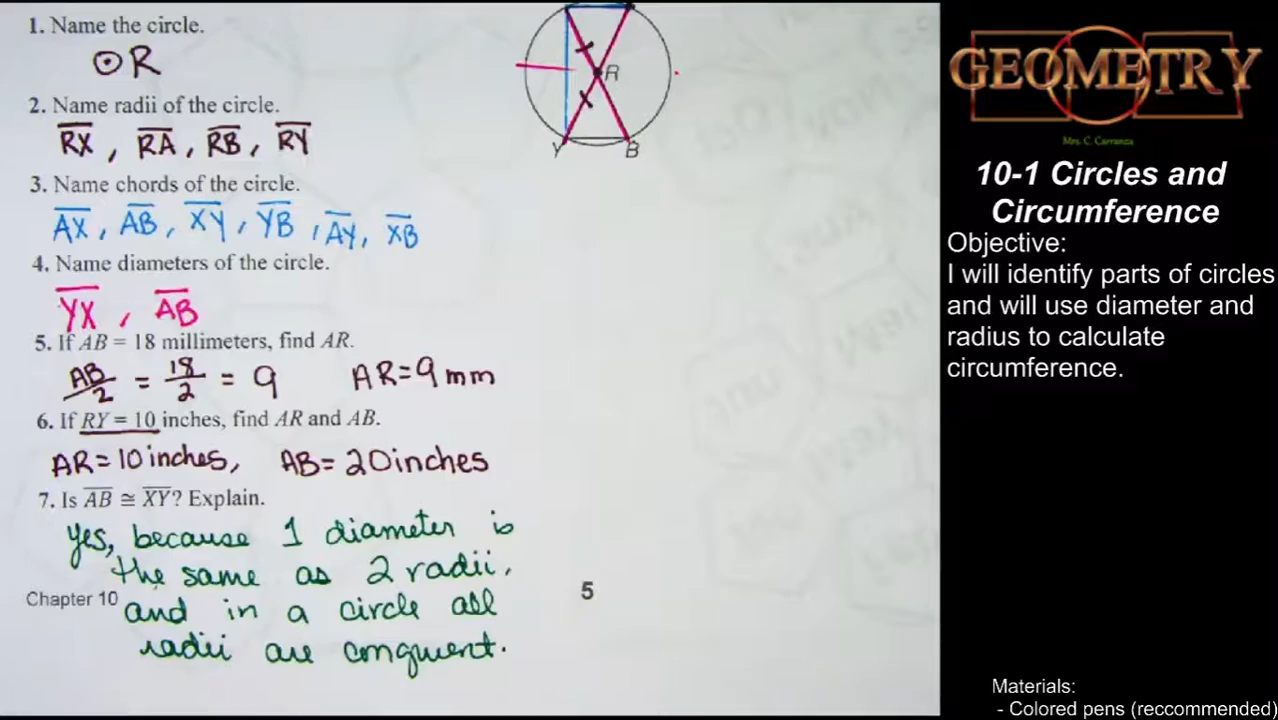 1. Name the circle.
⊙R
2. Name radii of the circle.
RX, RA, RB, RY
3. Name chords of the circle.
AX, AB, XY, YB, AY, XB
4. Name diameters of the circle.
YX, AB
5. If AB = 18 millimeters, find AR.
AB/2 = 18/2 = 9 AR=9mm
6. If RY = 10 inches, find AR and AB.
AR=10 inches, AB=20 inches
7. Is AB ≅ XY? Explain.
yes, because 1 diameter is
the same as 2 radii,
and in a circle all
radii are congruent.
Chapter 10
5
R
Y
B
GEOMETRY
Mrs. C. Carranza
10-1 Circles and
Circumference
Objective:
I will identify parts of circles
and will use diameter and
radius to calculate
circumference.
Materials:
- Colored pens (reccommended)